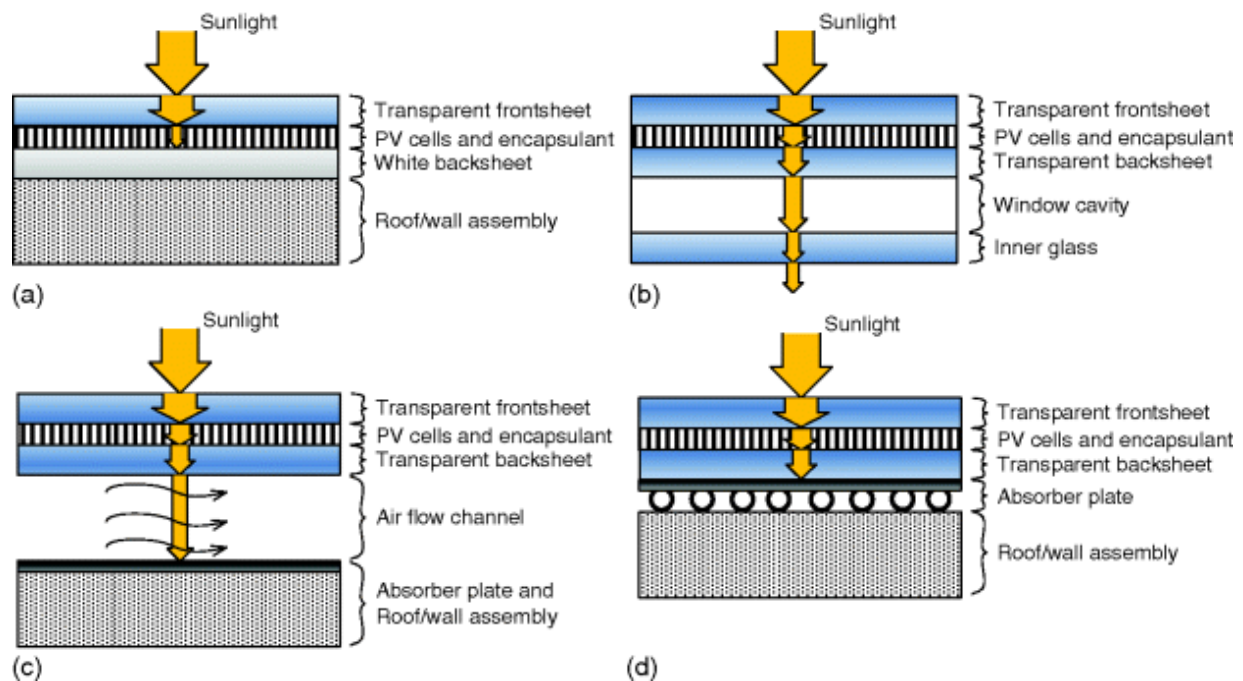 Sunlight
Transparent frontsheet
PV cells and encapsulant
White backsheet
Roof/wall assembly
(a)
Sunlight
Transparent frontsheet
PV cells and encapsulant
Transparent backsheet
Window cavity
Inner glass
(b)
Sunlight
Transparent frontsheet
PV cells and encapsulant
Transparent backsheet
Air flow channel
Absorber plate and
Roof/wall assembly
(c)
Sunlight
Transparent frontsheet
PV cells and encapsulant
Transparent backsheet
Absorber plate
Roof/wall assembly
(d)